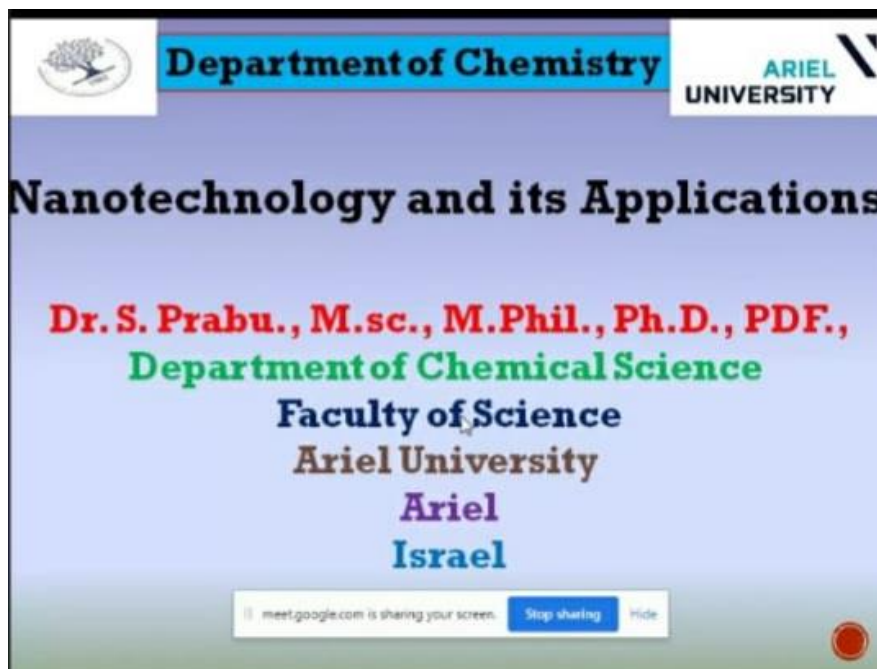 Department of Chemistry
ARIEL
UNIVERSITY
Nanotechnology and its Applications
Dr. S. Prabu., M.sc., M.Phil., Ph.D., PDF.,
Department of Chemical Science
Faculty of Science
Ariel University
Ariel
Israel
meet.google.com is sharing your screen. Stop sharing Hide